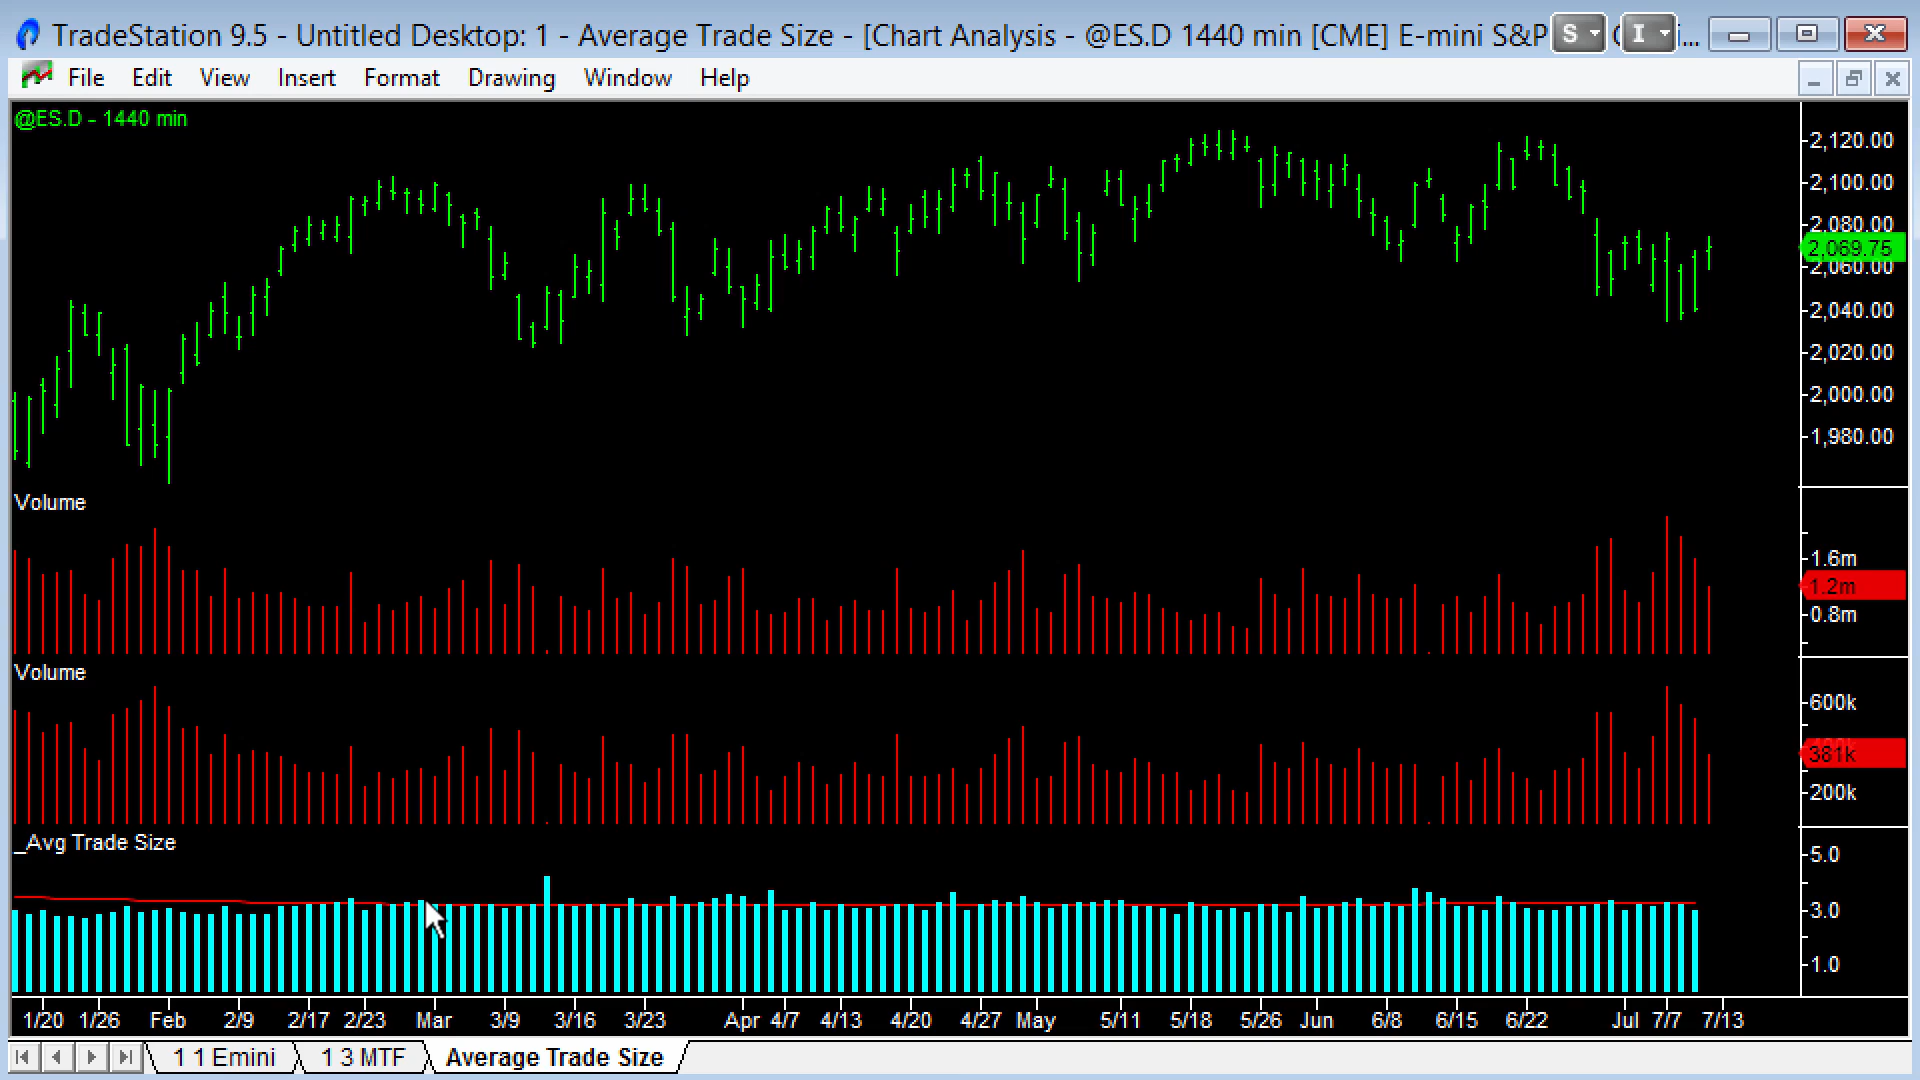 TradeStation 9.5 - Untitled Desktop: 1 - Average Trade Size - [Chart Analysis - @ES.D 1440 min [CME] E-mini S&P
S I ...
File Edit View Insert Format Drawing Window Help
@ES.D - 1440 min
2,120.00
2,100.00
2,080.00
2,069.75
2,060.00
2,040.00
2,020.00
2,000.00
1,980.00
Volume
1.6m
1.2m
0.8m
Volume
600k
381k
200k
_Avg Trade Size
5.0
3.0
1.0
1/20 1/26 Feb 2/9 2/17 2/23 Mar 3/9 3/16 3/23 Apr 4/7 4/13 4/20 4/27 May 5/11 5/18 5/26 Jun 6/8 6/15 6/22 Jul 7/7 7/13
1 1 Emini 1 3 MTF Average Trade Size